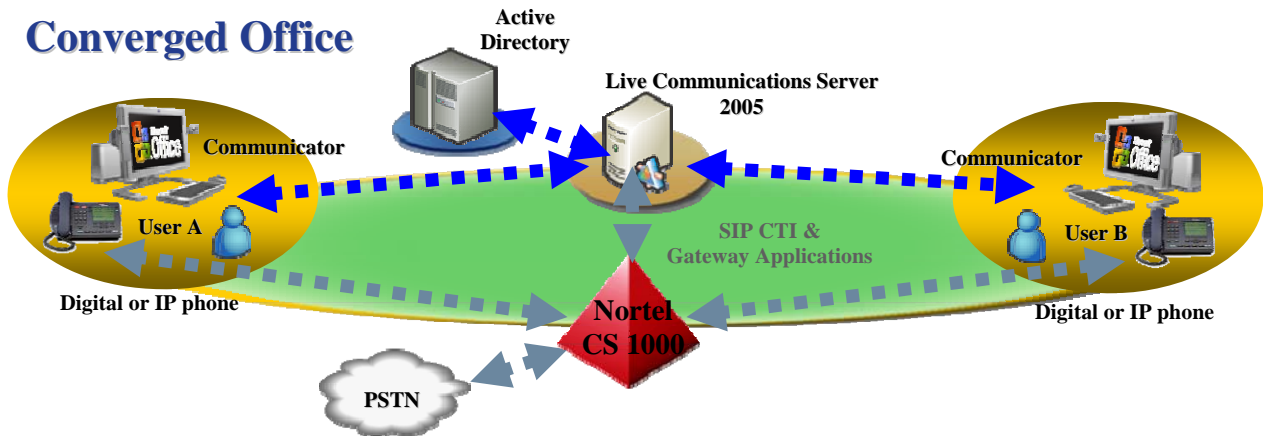 Converged Office
Active
Directory
Live Communications Server
2005
Communicator
Communicator
Office
User A
User B
SIP CTI &
Gateway Applications
Digital or IP phone
Digital or IP phone
Nortel
CS 1000
PSTN